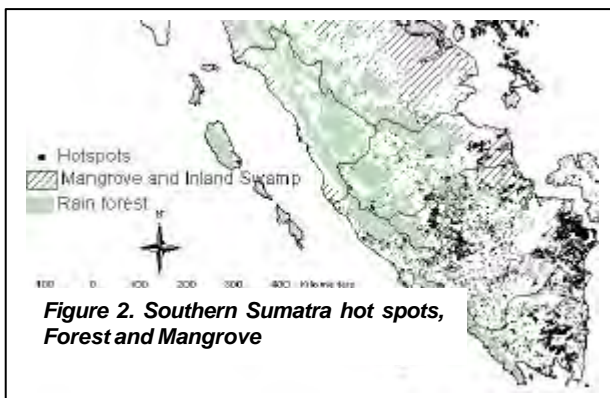 Hotspots
Mangrove and Inland Swamp
Rain forest
N
100 0 100 200 300 400 Kilometers
Figure 2. Southern Sumatra hot spots,
Forest and Mangrove